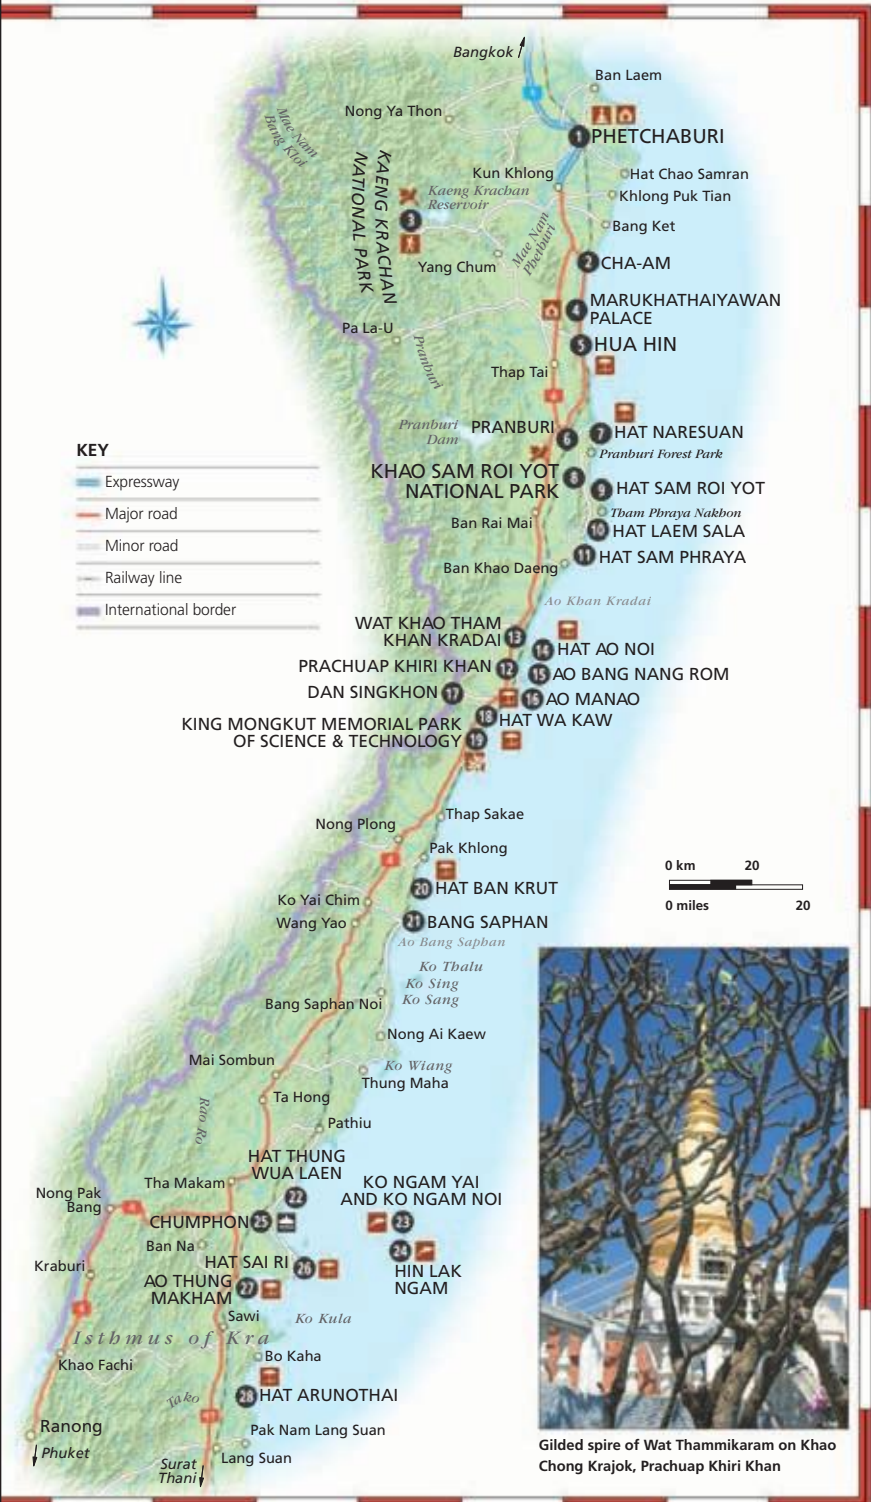 Bangkok
Ban Laem
Nong Ya Thon
1 PHETCHABURI
Mae Nam
Bang Kloi
Kun Khlong
Hat Chao Samran
Kaeng Krachan
Reservoir
Khlong Puk Tian
KAENG KRACHAN
NATIONAL PARK
3
Bang Ket
Mae Nam
Phetburi
Yang Chum
2 CHA-AM
4 MARUKHATHAIYAWAN
PALACE
Pa La-U
5 HUA HIN
Pranburi
Thap Tai
4
Pranburi
Dam
PRANBURI 6
7 HAT NARESUAN
Pranburi Forest Park
KHAO SAM ROI YOT
NATIONAL PARK 8
9 HAT SAM ROI YOT
Tham Phraya Nakhon
Ban Rai Mai
10 HAT LAEM SALA
11 HAT SAM PHRAYA
Ban Khao Daeng
Ao Khan Kradai
KEY
Expressway
Major road
Minor road
Railway line
International border
WAT KHAO THAM
KHAN KRADAI 13
14 HAT AO NOI
PRACHUAP KHIRI KHAN 12
15 AO BANG NANG ROM
DAN SINGKHON 17
16 AO MANAO
18 HAT WA KAW
KING MONGKUT MEMORIAL PARK
OF SCIENCE & TECHNOLOGY 19
Thap Sakae
Nong Plong
Pak Khlong
4
20 HAT BAN KRUT
Ko Yai Chim
Wang Yao
21 BANG SAPHAN
Ao Bang Saphan
Ko Thalu
Ko Sing
Ko Sang
Bang Saphan Noi
Nong Ai Kaew
Mai Sombun
Ko Wiang
Thung Maha
Ta Hong
Rao Ro
Pathiu
HAT THUNG
WUA LAEN
22
Tha Makam
KO NGAM YAI
AND KO NGAM NOI
23
Nong Pak
Bang
4
CHUMPHON 25
Ban Na
24
HIN LAK
NGAM
HAT SAI RI 26
Kraburi
AO THUNG
MAKHAM 27
4
Sawi
Ko Kula
Isthmus of Kra
Khao Fachi
Bo Kaha
28 HAT ARUNOTHAI
Tako
41
Ranong
Phuket
Pak Nam Lang Suan
Lang Suan
Surat
Thani
0 km 20
0 miles 20
Gilded spire of Wat Thammikaram on Khao
Chong Krajok, Prachuap Khiri Khan